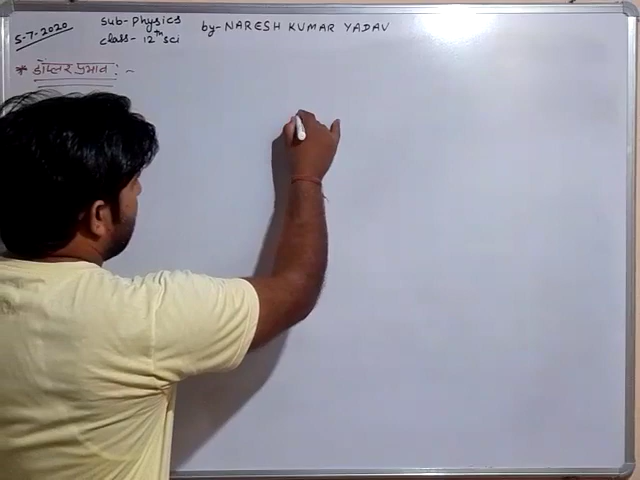 5-7-2020
Sub- Physics by- NARESH KUMAR YADAV
class- 12th sci
* डॉप्लर प्रभाव : ~